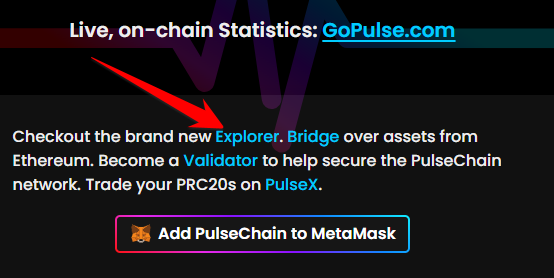 Live, on-chain Statistics: GoPulse.com
Checkout the brand new Explorer. Bridge over assets from
Ethereum. Become a Validator to help secure the PulseChain
network. Trade your PRC20s on PulseX.
Add PulseChain to MetaMask